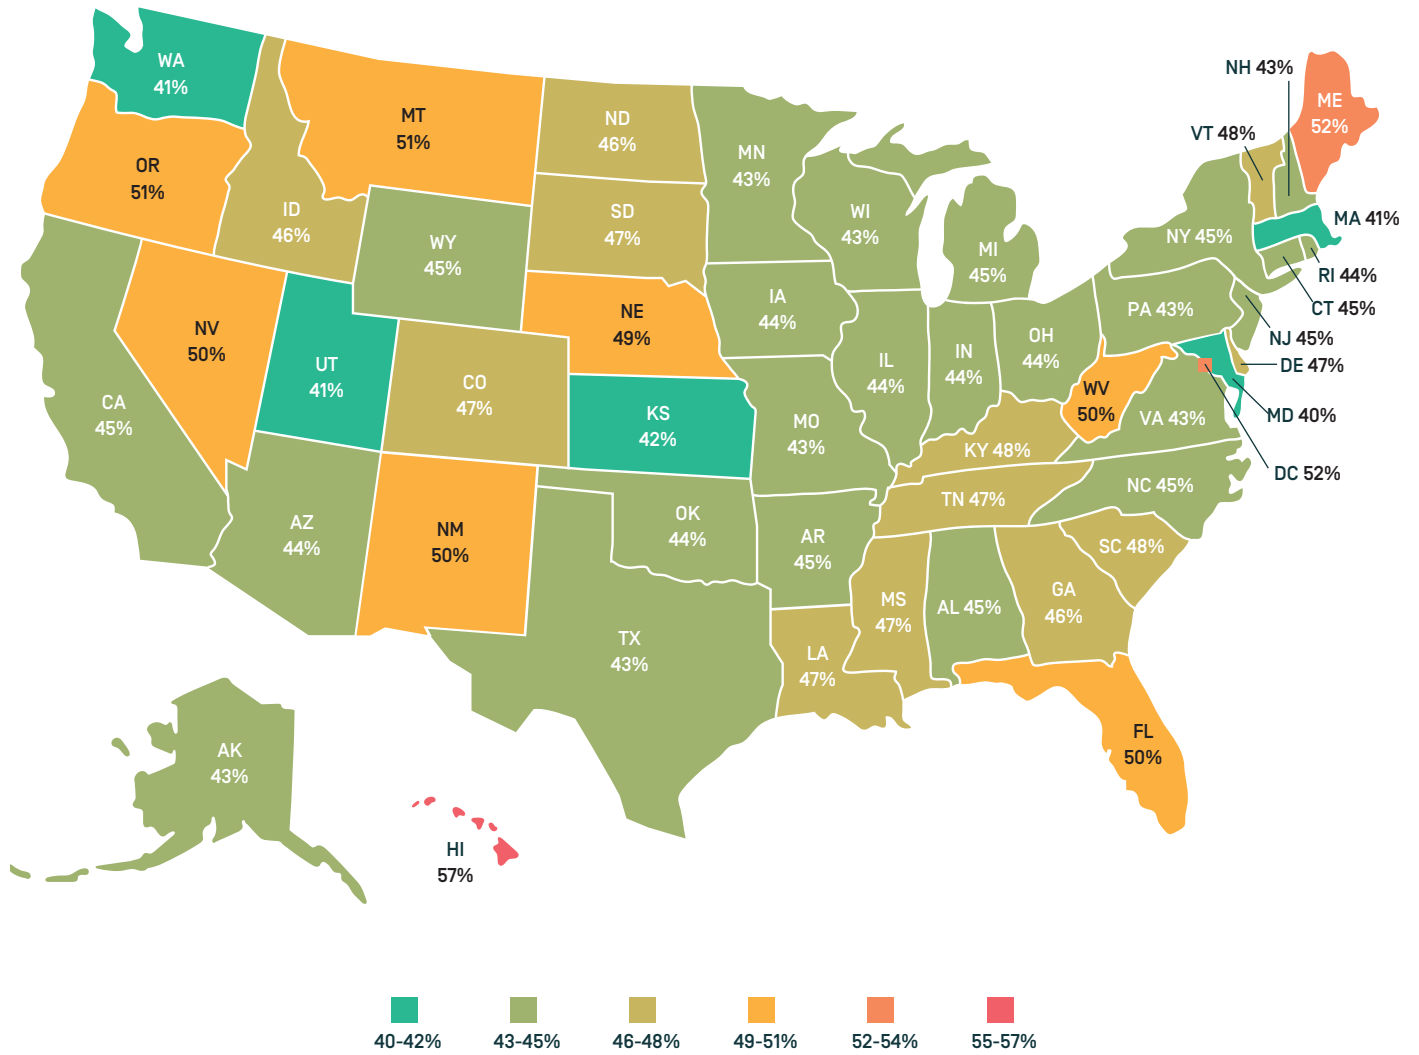 WA
41%
OR
51%
MT
51%
ID
46%
ND
46%
SD
47%
MN
43%
WI
43%
WY
45%
NV
50%
UT
41%
CA
45%
CO
47%
NE
49%
KS
42%
IA
44%
MO
43%
IL
44%
IN
44%
MI
45%
OH
44%
PA 43%
NY 45%
VT 48%
NH 43%
ME
52%
MA 41%
RI 44%
CT 45%
NJ 45%
DE 47%
MD 40%
DC 52%
WV
50%
VA 43%
KY 48%
TN 47%
NC 45%
SC 48%
GA
46%
AL 45%
MS
47%
LA
47%
AR
45%
OK
44%
TX
43%
NM
50%
AZ
44%
FL
50%
AK
43%
HI
57%
40-42%
43-45%
46-48%
49-51%
52-54%
55-57%